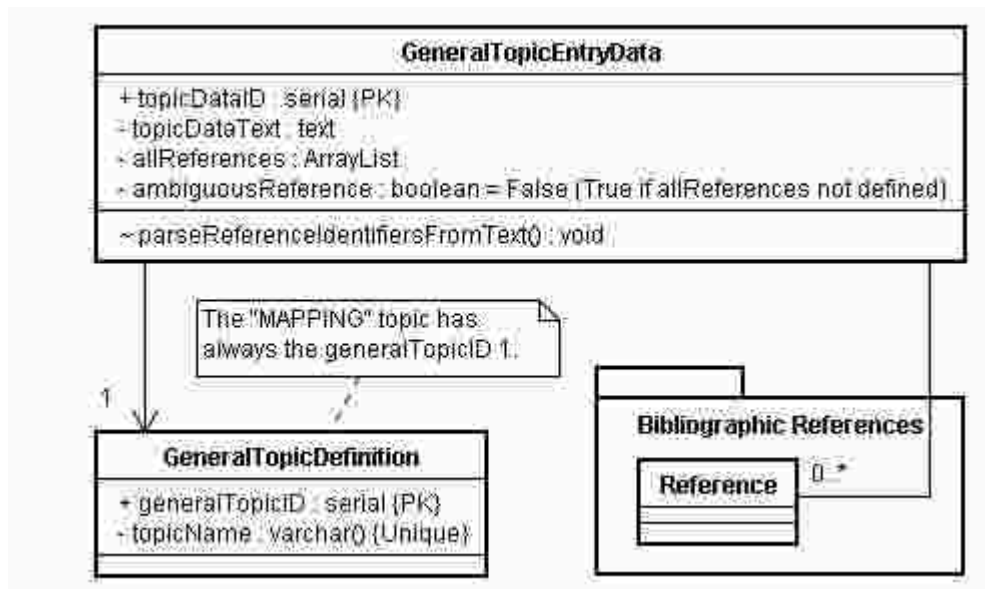 GeneralTopicEntryData
+ topicDataID : serial {PK}
- topicDataText : text
- allReferences : ArrayList
- ambiguousReference : boolean = False (True if allReferences not defined)
~ parseReferenceIdentifiersFromText() : void
The "MAPPING" topic has
always the generalTopicID 1.
1
GeneralTopicDefinition
+ generalTopicID : serial {PK}
- topicName : varchar() {Unique}
Bibliographic References
Reference
0..*